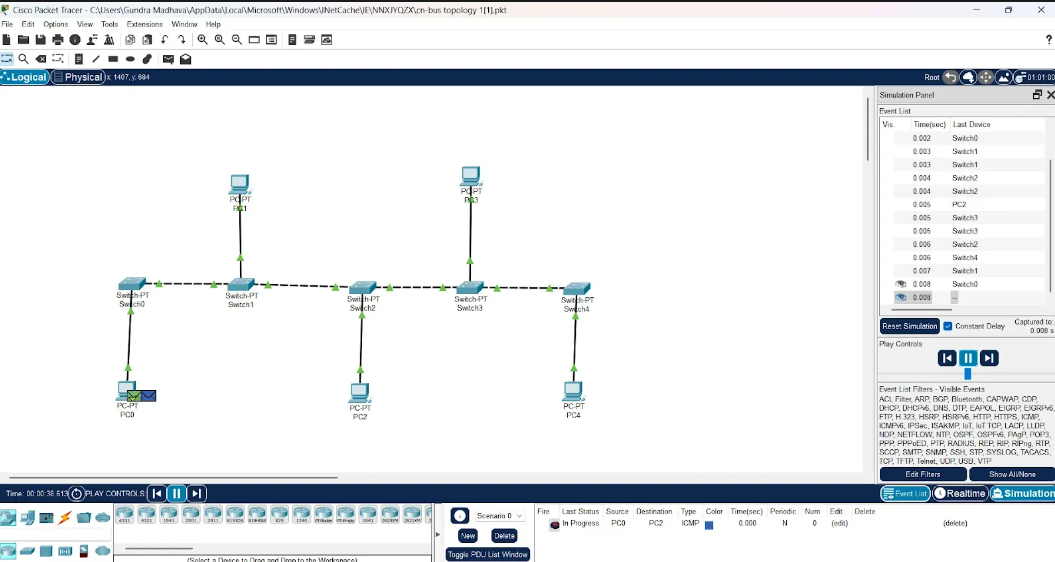 Cisco Packet Tracer - C:\Users\Gundra Madhava\AppData\Local\Microsoft\Windows\INetCache\IE\NNXJYQZX\cn-bus topology 1[1].pkt
File Edit Options View Tools Extensions Window Help
Logical Physical x: 1407, y: 684 Root 01:01:00
Simulation Panel
Event List
Vis. Time(sec) Last Device
0.002 Switch0
0.003 Switch1
0.003 Switch1
0.004 Switch2
0.004 Switch2
0.005 PC2
0.005 Switch3
0.005 Switch3
0.006 Switch2
0.006 Switch4
0.007 Switch1
0.008 Switch0
0.008 --
Reset Simulation Constant Delay Captured to:
0.008 s
Play Controls
Event List Filters - Visible Events
ACL Filter, ARP, BGP, Bluetooth, CAPWAP, CDP,
DHCP, DHCPv6, DNS, DTP, EAPOL, EIGRP, EIGRPv6,
FTP, H.323, HSRP, HSRPv6, HTTP, HTTPS, ICMP,
ICMPv6, IPSec, ISAKMP, IoT, IoT TCP, LACP, LLDP,
NDP, NETFLOW, NTP, OSPF, OSPFv6, PAgP, POP3,
PPP, PPPoED, PTP, RADIUS, REP, RIP, RIPng, RTP,
SCCP, SMTP, SNMP, SSH, STP, SYSLOG, TACACS,
TCP, TFTP, Telnet, UDP, USB, VTP
Edit Filters Show All/None
Event List Realtime Simulation
PC-PT
PC1
PC-PT
PC3
Switch-PT
Switch0
Switch-PT
Switch1
Switch-PT
Switch2
Switch-PT
Switch3
Switch-PT
Switch4
PC-PT
PC0
PC-PT
PC2
PC-PT
PC4
Time: 00:00:38.613 PLAY CONTROLS:
4331 4321 1941 2901 2911 819HGW 829 1240 PT-Router PT-Empty 1841 2620XM 2621XM
(Select a Device to Drag and Drop to the Workspace)
Scenario 0
New Delete
Toggle PDU List Window
Fire Last Status Source Destination Type Color Time(sec) Periodic Num Edit Delete
In Progress PC0 PC2 ICMP 0.000 N 0 (edit) (delete)